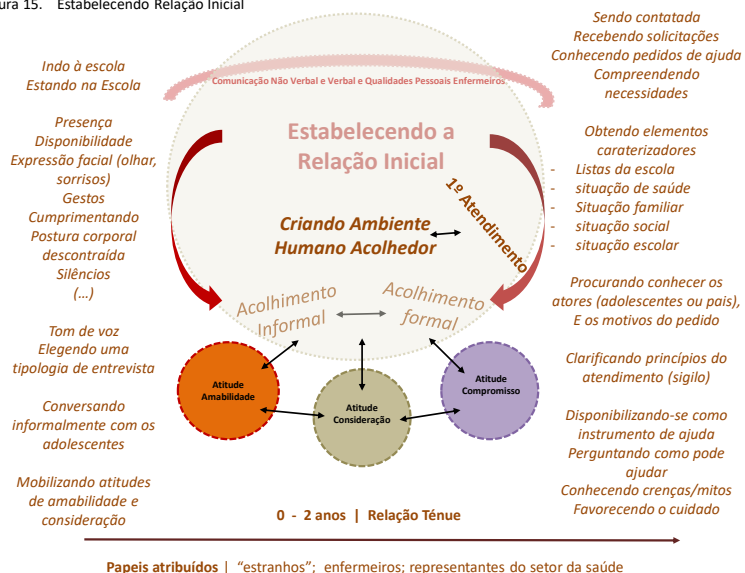 ura 15. Estabelecendo Relação Inicial
Indo à escola
Estando na Escola
Presença
Disponibilidade
Expressão facial (olhar,
sorrisos)
Gestos
Cumprimentando
Postura corporal
descontraída
Silêncios
(...)
Tom de voz
Elegendo uma
tipologia de entrevista
Conversando
informalmente com os
adolescentes
Mobilizando atitudes
de amabilidade e
consideração
Comunicação Não Verbal e Verbal e Qualidades Pessoais Enfermeiros
Estabelecendo a
Relação Inicial
Criando Ambiente
Humano Acolhedor
1º Atendimento
Acolhimento
Informal
Acolhimento
formal
Atitude
Amabilidade
Atitude
Consideração
Atitude
Compromisso
Sendo contatada
Recebendo solicitações
Conhecendo pedidos de ajuda
Compreendendo
necessidades
Obtendo elementos
caraterizadores
- Listas da escola
- situação de saúde
- Situação familiar
- situação social
- situação escolar
Procurando conhecer os
atores (adolescentes ou pais),
E os motivos do pedido
Clarificando princípios do
atendimento (sigilo)
Disponibilizando-se como
instrumento de ajuda
Perguntando como pode
ajudar
Conhecendo crenças/mitos
Favorecendo o cuidado
0 - 2 anos | Relação Ténue
Papeis atribuídos | "estranhos"; enfermeiros; representantes do setor da saúde